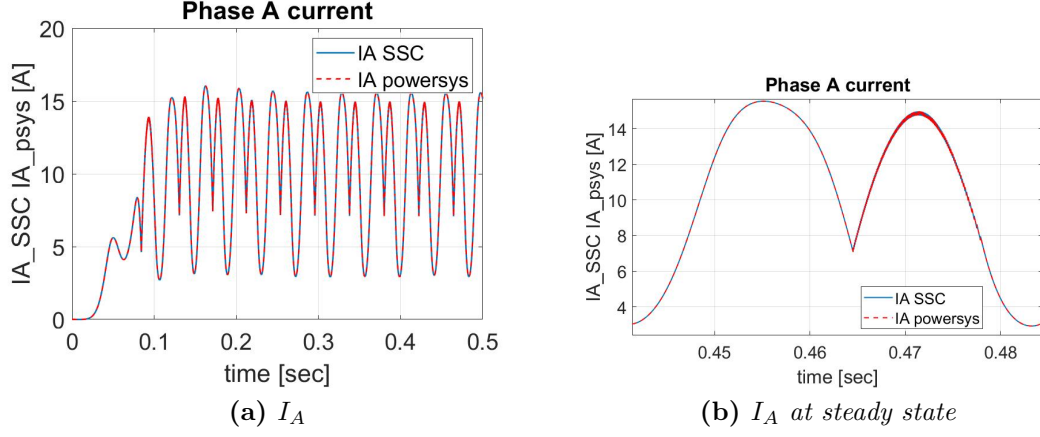 Phase A current
IA_SSC IA_psys [A]
20
15
10
5
0
IA SSC
IA powersys
0 0.1 0.2 0.3 0.4 0.5
time [sec]
(a) I_A
Phase A current
IA_SSC IA_psys [A]
14
12
10
8
6
4
IA SSC
IA powersys
0.45 0.46 0.47 0.48
time [sec]
(b) I_A at steady state